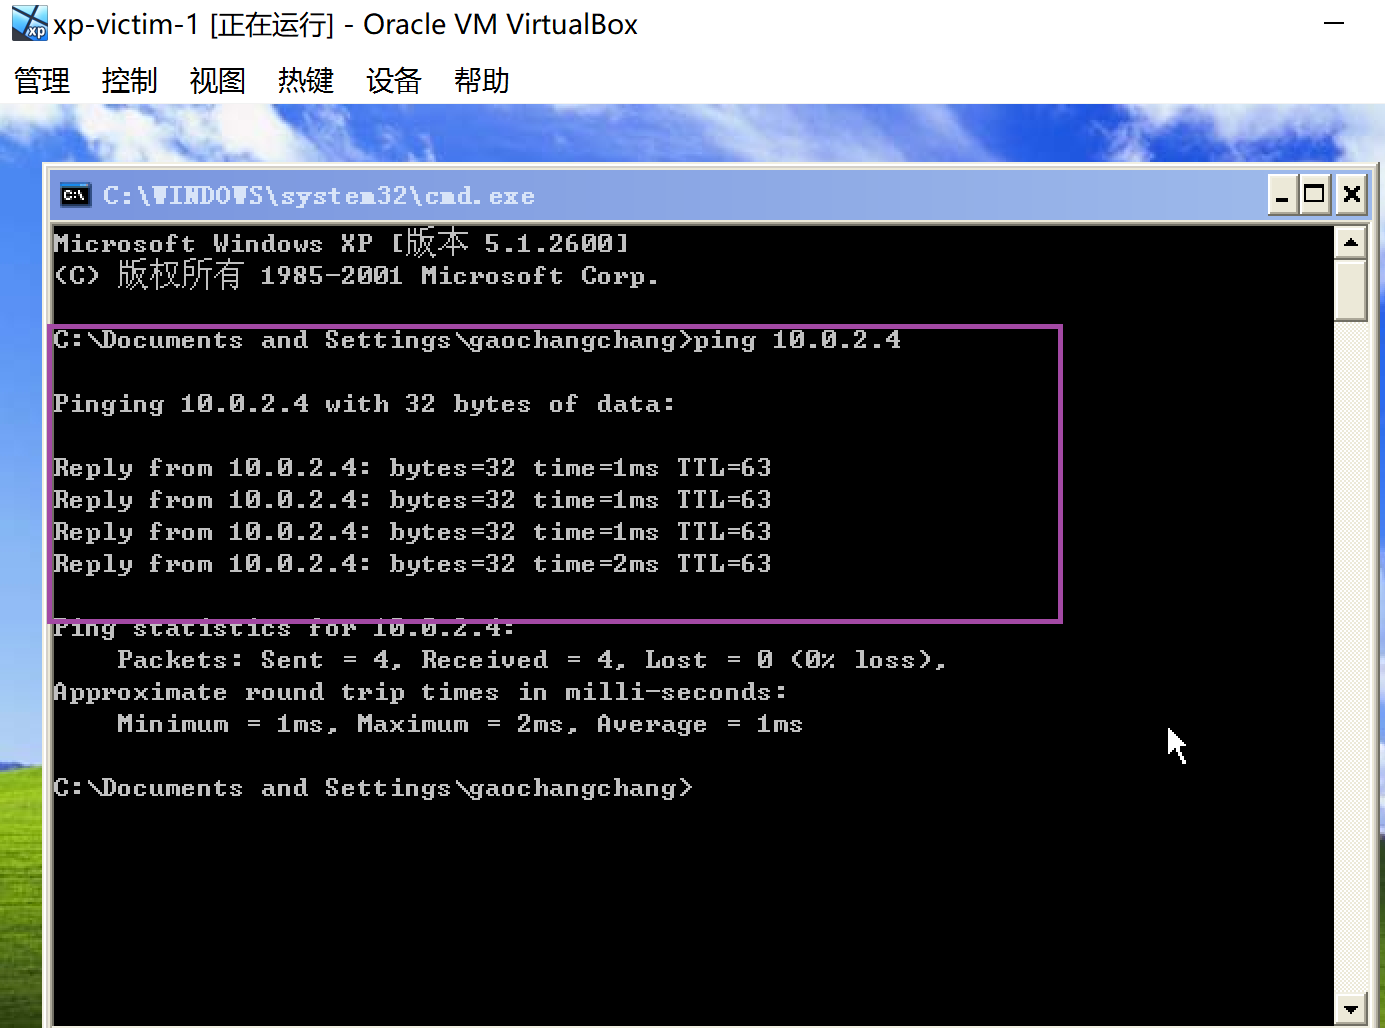 xp-victim-1 [正在运行] - Oracle VM VirtualBox
管理 控制 视图 热键 设备 帮助
C:\WINDOWS\system32\cmd.exe
Microsoft Windows XP [版本 5.1.2600]
(C) 版权所有 1985-2001 Microsoft Corp.
C:\Documents and Settings\gaochangchang>ping 10.0.2.4
Pinging 10.0.2.4 with 32 bytes of data:
Reply from 10.0.2.4: bytes=32 time=1ms TTL=63
Reply from 10.0.2.4: bytes=32 time=1ms TTL=63
Reply from 10.0.2.4: bytes=32 time=1ms TTL=63
Reply from 10.0.2.4: bytes=32 time=2ms TTL=63
Ping statistics for 10.0.2.4:
Packets: Sent = 4, Received = 4, Lost = 0 (0% loss),
Approximate round trip times in milli-seconds:
Minimum = 1ms, Maximum = 2ms, Average = 1ms
C:\Documents and Settings\gaochangchang>